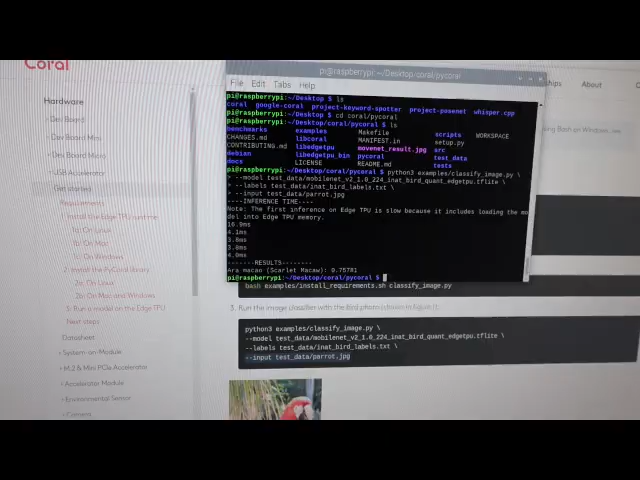 Coral
Hardware
Dev Board
Dev Board Mini
Dev Board Micro
USB Accelerator
Get started
Requirements
1: Install the Edge TPU runtime
1a: On Linux
1b: On Mac
1c: On Windows
2: Install the PyCoral library
2a: On Linux
2b: On Mac and Windows
3: Run a model on the Edge TPU
Next steps
Datasheet
System-on-Module
M.2 & Mini PCIe Accelerator
Accelerator Module
Environmental Sensor
Camera
pi@raspberrypi: ~/Desktop/coral/pycoral
File Edit Tabs Help
pi@raspberrypi:~/Desktop $ ls
coral google-coral project-keyword-spotter project-posenet whisper.cpp
pi@raspberrypi:~/Desktop $ cd coral/pycoral
pi@raspberrypi:~/Desktop/coral/pycoral $ ls
benchmarks examples Makefile scripts WORKSPACE
CHANGES.md libcoral MANIFEST.in setup.py
CONTRIBUTING.md libedgetpu movenet_result.jpg src
debian libedgetpu_bin pycoral test_data
docs LICENSE README.md tests
pi@raspberrypi:~/Desktop/coral/pycoral $ python3 examples/classify_image.py \
> --model test_data/mobilenet_v2_1.0_224_inat_bird_quant_edgetpu.tflite \
> --labels test_data/inat_bird_labels.txt \
> --input test_data/parrot.jpg
----INFERENCE TIME----
Note: The first inference on Edge TPU is slow because it includes loading the mo
del into Edge TPU memory.
4.1ms
3.8ms
4.0ms
-------RESULTS--------
Ara macao (Scarlet Macaw): 0.75781
pi@raspberrypi:~/Desktop/coral/pycoral $
About
bash examples/install_requirements.sh classify_image.py
3. Run the image classifier with the bird photo (shown in figure 1):
python3 examples/classify_image.py \
--model test_data/mobilenet_v2_1.0_224_inat_bird_quant_edgetpu.tflite \
--labels test_data/inat_bird_labels.txt \
--input test_data/parrot.jpg